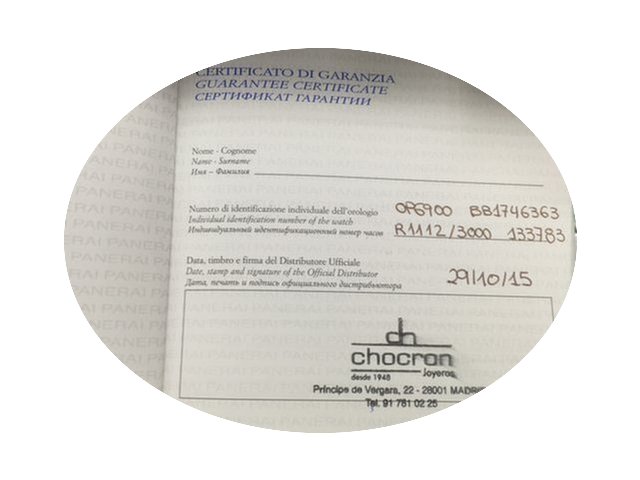 CERTIFICATO DI GARANZIA
GUARANTEE CERTIFICATE
СЕРТИФИКАТ ГАРАНТИИ
Nome - Cognome
Name - Surname
Имя – Фамилия
Numero di identificazione individuale dell'orologio OP6900 BB1746363
Individual identification number of the watch
Индивидуальный идентификационный номер часов R1112/3000 133783
Data, timbro e firma del Distributore Ufficiale
Date, stamp and signature of the Official Distributor 29/10/15
Дата, печать и подпись официального дистрибьютора
ch
chocron
desde 1948 Joyeros
Príncipe de Vergara, 22 - 28001 MADRI
Tel. 91 781 02 25